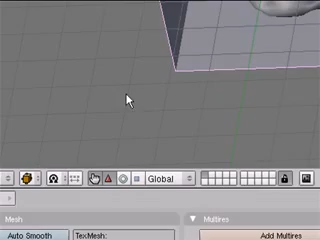 Global
Mesh
Multires
Auto Smooth
TexMesh:
Add Multires